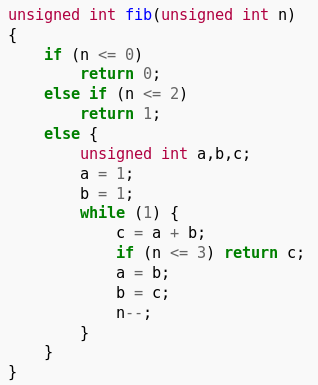 unsigned int fib(unsigned int n)
{
    if (n <= 0)
        return 0;
    else if (n <= 2)
        return 1;
    else {
        unsigned int a,b,c;
        a = 1;
        b = 1;
        while (1) {
            c = a + b;
            if (n <= 3) return c;
            a = b;
            b = c;
            n--;
        }
    }
}